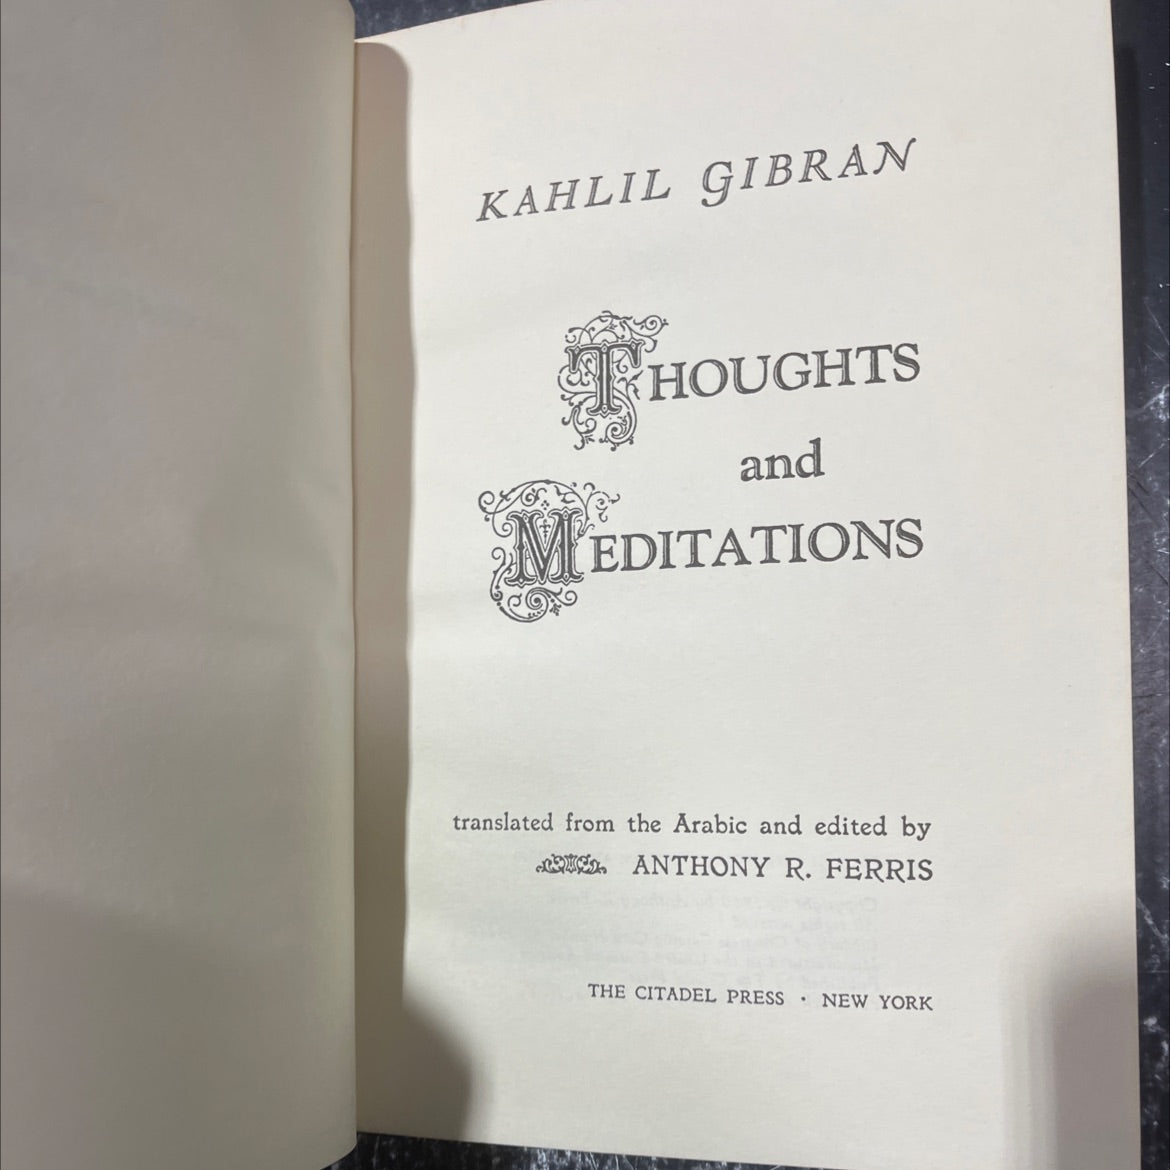 KAHLIL GIBRAN
THOUGHTS
and
MEDITATIONS
translated from the Arabic and edited by
ANTHONY R. FERRIS
THE CITADEL PRESS · NEW YORK